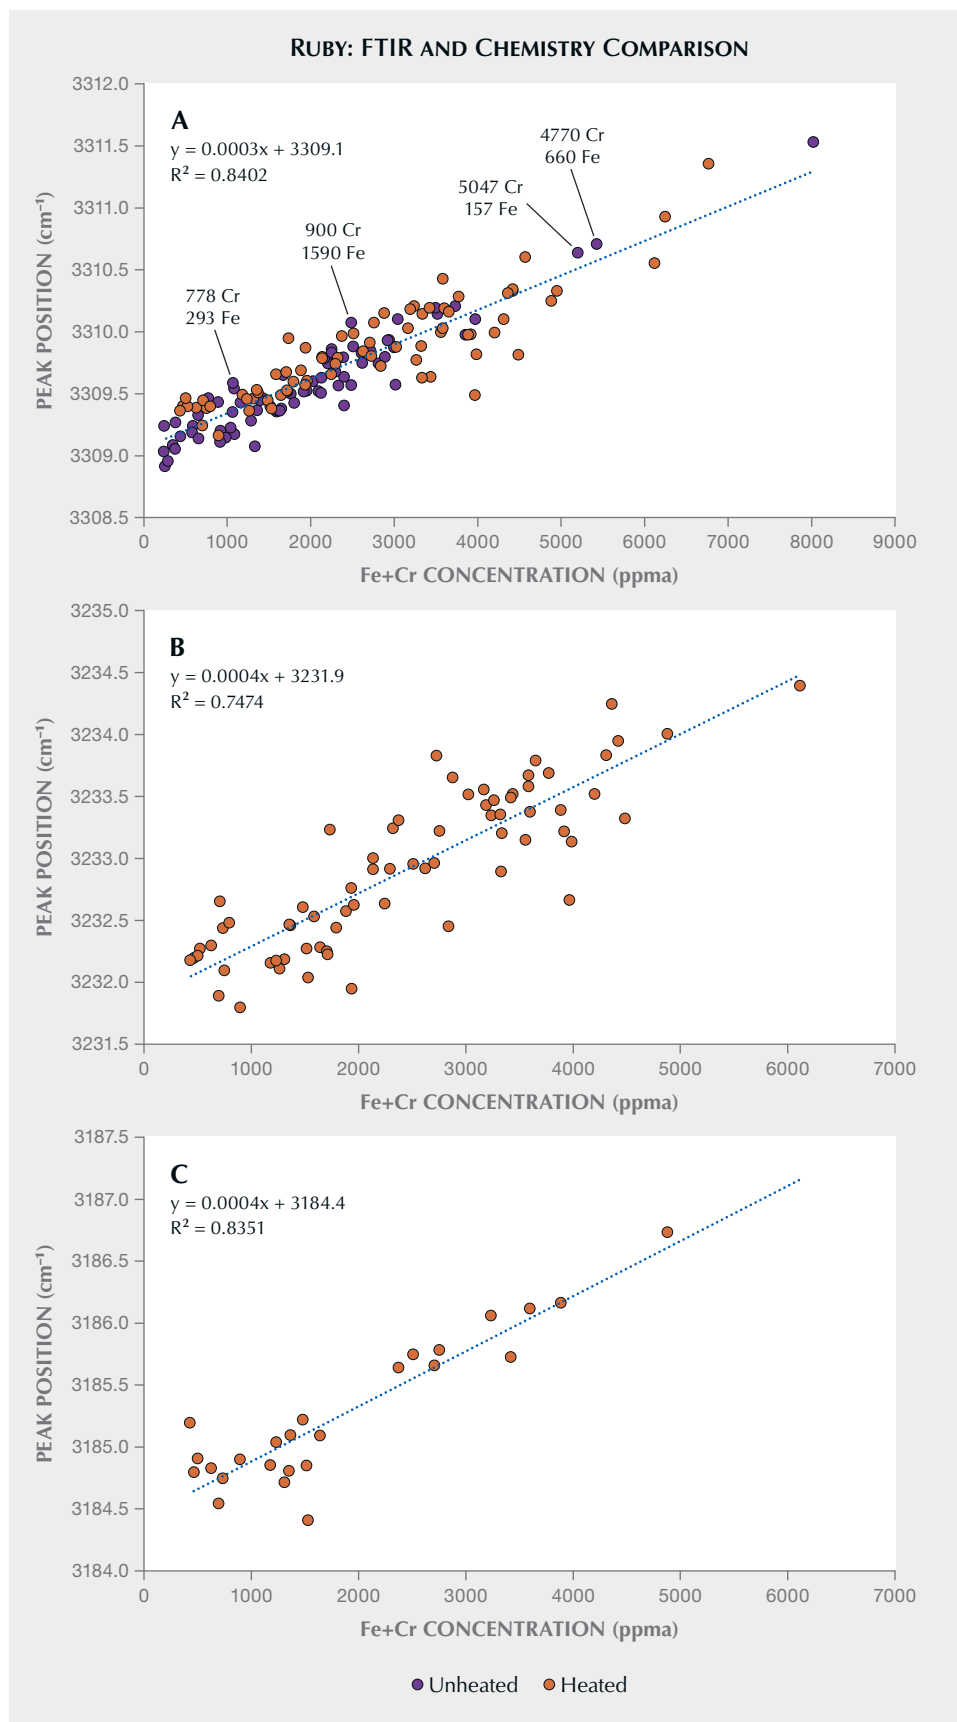 RUBY: FTIR AND CHEMISTRY COMPARISON
3312.0
3311.5
3311.0
3310.5
3310.0
3309.5
3309.0
3308.5
PEAK POSITION (cm⁻¹)
A
y = 0.0003x + 3309.1
R² = 0.8402
778 Cr
293 Fe
900 Cr
1590 Fe
5047 Cr
157 Fe
4770 Cr
660 Fe
0 1000 2000 3000 4000 5000 6000 7000 8000 9000
Fe+Cr CONCENTRATION (ppma)
3235.0
3234.5
3234.0
3233.5
3233.0
3232.5
3232.0
3231.5
PEAK POSITION (cm⁻¹)
B
y = 0.0004x + 3231.9
R² = 0.7474
0 1000 2000 3000 4000 5000 6000 7000
Fe+Cr CONCENTRATION (ppma)
3187.5
3187.0
3186.5
3186.0
3185.5
3185.0
3184.5
3184.0
PEAK POSITION (cm⁻¹)
C
y = 0.0004x + 3184.4
R² = 0.8351
0 1000 2000 3000 4000 5000 6000 7000
Fe+Cr CONCENTRATION (ppma)
Unheated Heated